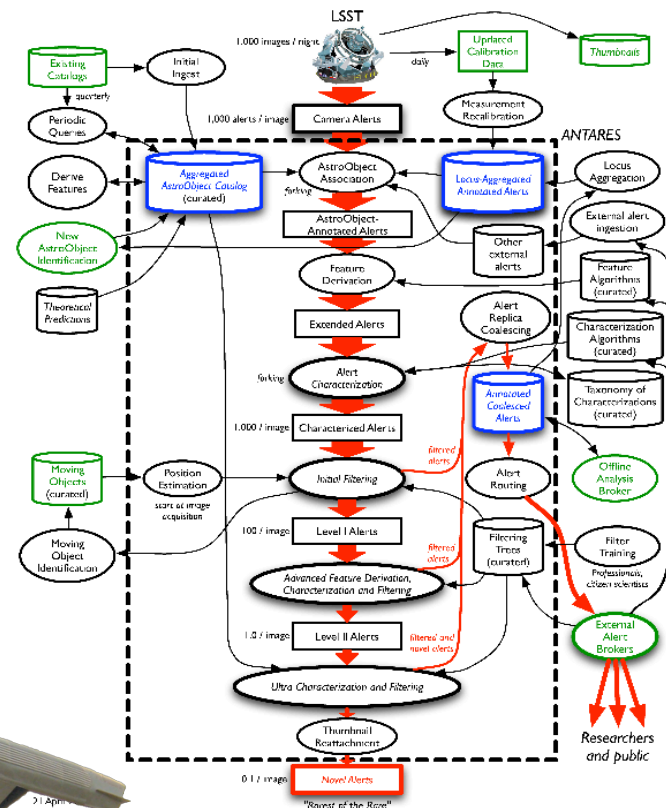 LSST
1,000 images / night
daily
Updated
Calibration
Data
Thumbnails
Existing
Catalogs
Initial
Ingest
quarterly
Periodic
Queries
1,000 alerts / image
Camera Alerts
Measurement
Recalibration
ANTARES
Derive
Features
Aggregated
AstroObject Catalog
(curated)
AstroObject
Association
forking
Locus-Aggregated
Annotated Alerts
Locus
Aggregation
New
AstroObject
Identification
AstroObject-
Annotated Alerts
Other
external
alerts
External alert
ingestion
Theoretical
Predictions
Feature
Derivation
Feature
Algorithms
(curated)
Extended Alerts
Alert
Replica
Coalescing
Characterization
Algorithms
(curated)
forking
Alert
Characterization
Annotated
Coalesced
Alerts
Taxonomy of
Characterizations
(curated)
1,000 / image
Characterized Alerts
filtered
alerts
Moving
Objects
(curated)
Position
Estimation
start at image
acquisition
Initial Filtering
Alert
Routing
Offline
Analysis
Broker
100 / image
Level I Alerts
Moving Object
Identification
filtered
alerts
Filtering
Trees
(curated)
Filter
Training
Professionals,
citizen scientists
Advanced Feature Derivation,
Characterization and Filtering
1.0 / image
Level II Alerts
filtered and
novel alerts
External
Alert
Brokers
Ultra Characterization and Filtering
Thumbnail
Reattachment
Researchers
and public
0.1 / image
Novel Alerts
"Rarest of the Rare"